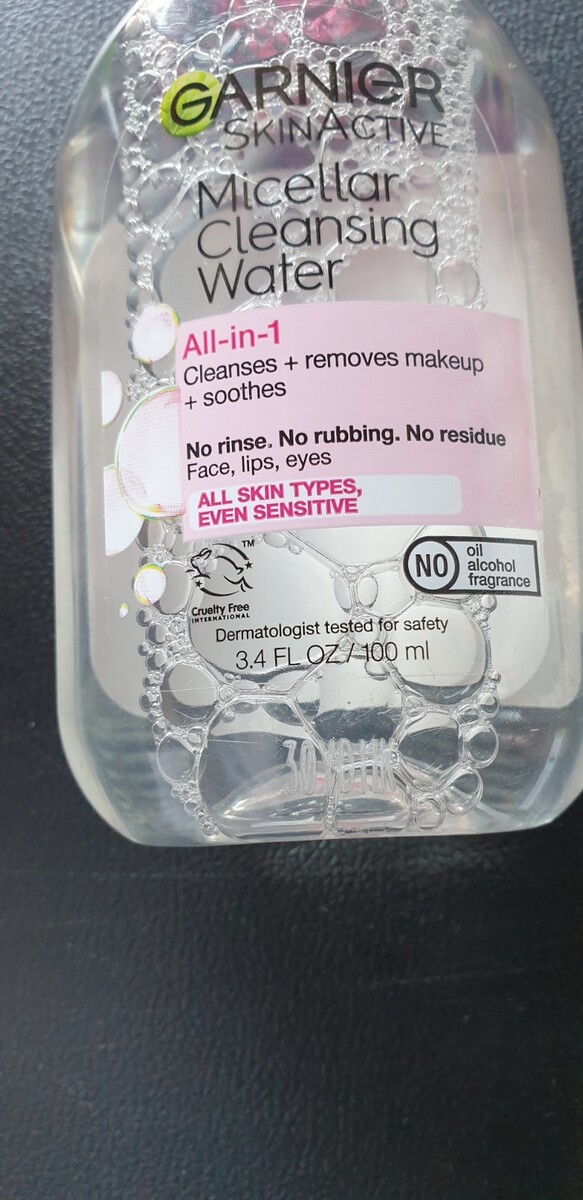 GARNIER
SKINACTIVE
Micellar
Cleansing
Water
All-in-1
Cleanses + removes makeup
+ soothes
No rinse. No rubbing. No residue
Face, lips, eyes
ALL SKIN TYPES,
EVEN SENSITIVE
TM
Cruelty Free
INTERNATIONAL
NO
oil
alcohol
fragrance
Dermatologist tested for safety
3.4 FL OZ / 100 ml
30